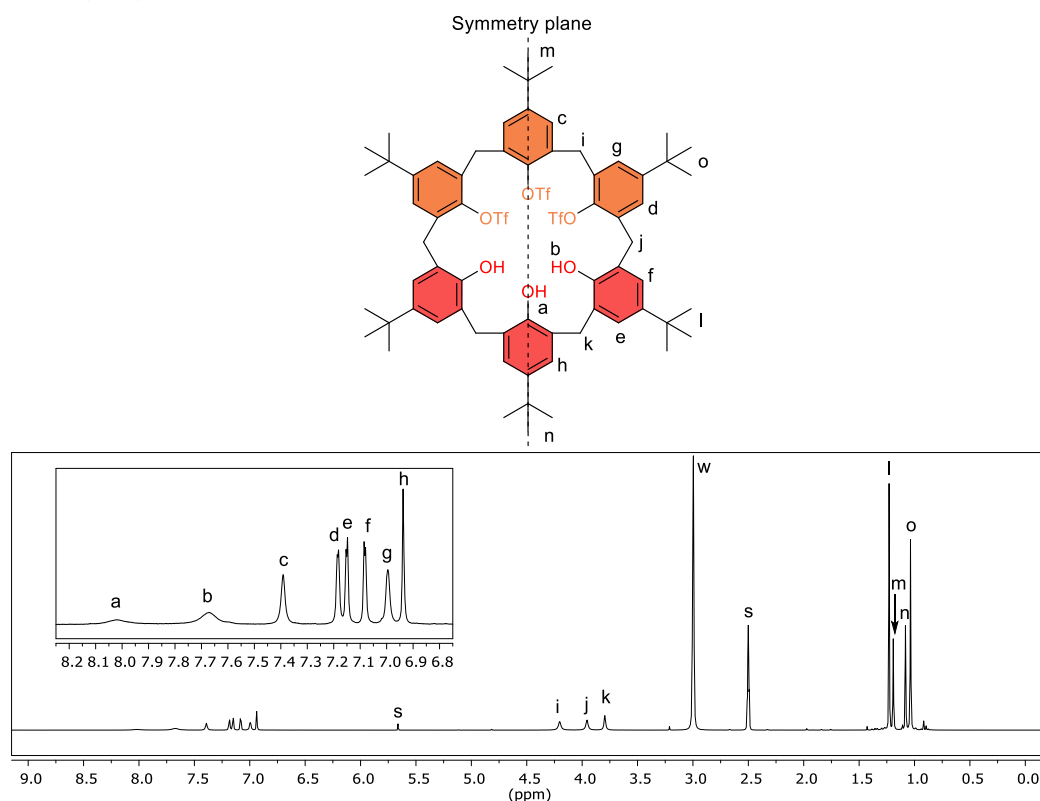 Symmetry plane
m
c
i
g
o
OTf
d
OTf
TfO
j
b
OH
HO
f
OH
a
l
k
e
h
n
w
l
h
o
e
d
f
m
c
g
n
b
a
s
8.2 8.1 8.0 7.9 7.8 7.7 7.6 7.5 7.4 7.3 7.2 7.1 7.0 6.9 6.8
k
i
j
s
9.0 8.5 8.0 7.5 7.0 6.5 6.0 5.5 5.0 4.5 4.0 3.5 3.0 2.5 2.0 1.5 1.0 0.5 0.0
(ppm)